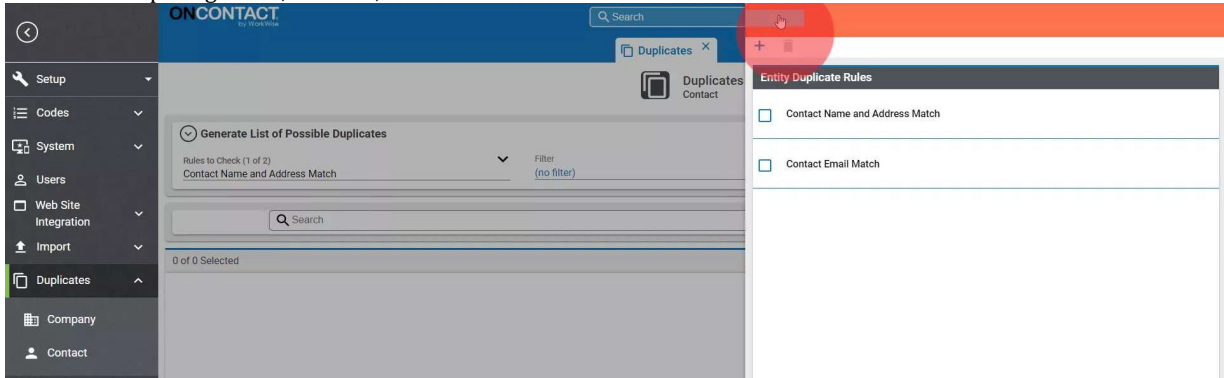 ONCONTACT
by WorkWise
Search
Duplicates
Setup
Codes
System
Users
Web Site
Integration
Import
Duplicates
Company
Contact
Duplicates
Contact
Generate List of Possible Duplicates
Rules to Check (1 of 2)
Contact Name and Address Match
Filter
(no filter)
Search
0 of 0 Selected
Entity Duplicate Rules
Contact Name and Address Match
Contact Email Match